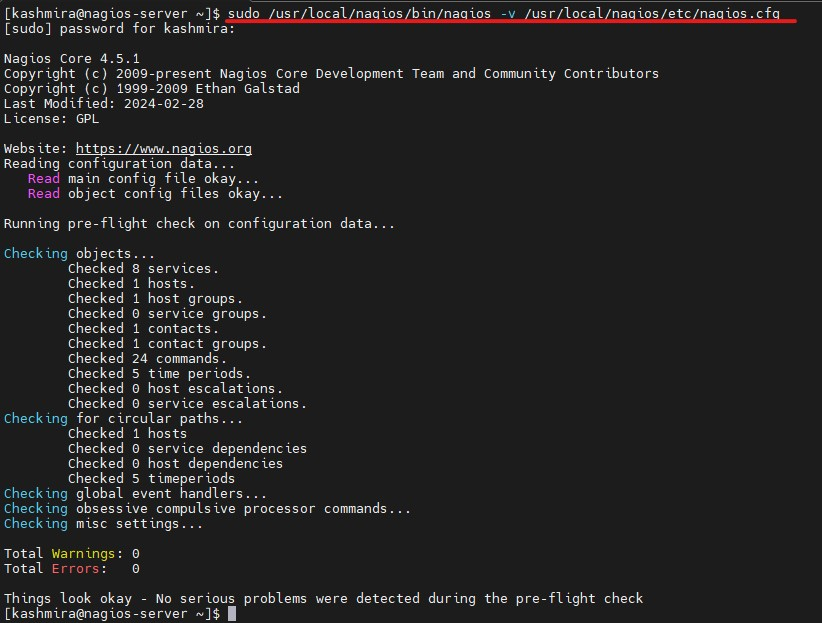 [kashmira@nagios-server ~]$ sudo /usr/local/nagios/bin/nagios -v /usr/local/nagios/etc/nagios.cfg
[sudo] password for kashmira:
Nagios Core 4.5.1
Copyright (c) 2009-present Nagios Core Development Team and Community Contributors
Copyright (c) 1999-2009 Ethan Galstad
Last Modified: 2024-02-28
License: GPL
Website: https://www.nagios.org
Reading configuration data...
   Read main config file okay...
   Read object config files okay...
Running pre-flight check on configuration data...
Checking objects...
        Checked 8 services.
        Checked 1 hosts.
        Checked 1 host groups.
        Checked 0 service groups.
        Checked 1 contacts.
        Checked 1 contact groups.
        Checked 24 commands.
        Checked 5 time periods.
        Checked 0 host escalations.
        Checked 0 service escalations.
Checking for circular paths...
        Checked 1 hosts
        Checked 0 service dependencies
        Checked 0 host dependencies
        Checked 5 timeperiods
Checking global event handlers...
Checking obsessive compulsive processor commands...
Checking misc settings...
Total Warnings: 0
Total Errors:   0
Things look okay - No serious problems were detected during the pre-flight check
[kashmira@nagios-server ~]$